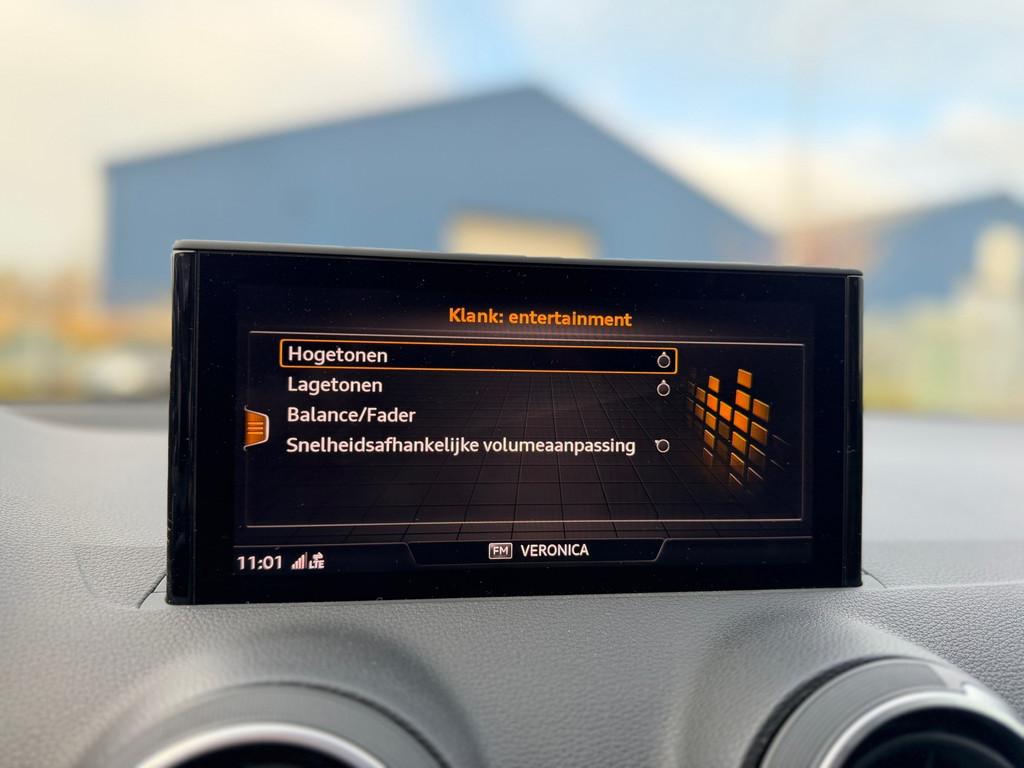 Klank: entertainment
Hogetonen
Lagetonen
Balance/Fader
Snelheidsafhankelijke volumeaanpassing
11:01 LTE
FM VERONICA